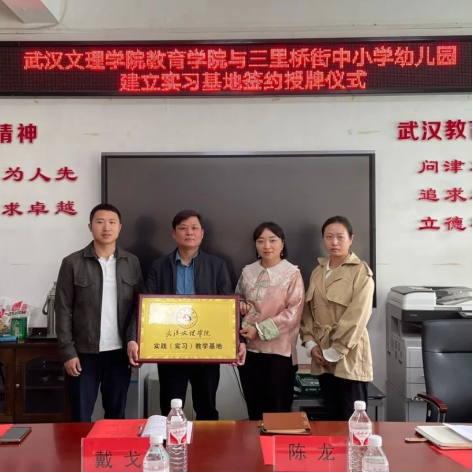 武汉文理学院教育学院与三里桥街中小学幼儿园
建立实习基地签约授牌仪式
精神
为人先
求卓越
武汉教育
问津
追求
立德
武汉文理学院
实践（实习）教学基地
戴戈
陈龙